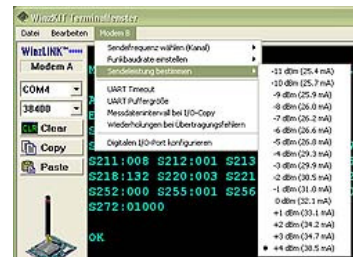 WinzKIT Terminalfenster
Datei Bearbeiten Modem B
WinzLINK™
Modem A
COM4
38400
CLR Clear
Copy
Paste
Sendefrequenz wählen (Kanal)
Funkbaudrate einstellen
Sendeleistung bestimmen
UART Timeout
UART Puffergröße
Messdatenintervall bei I/O-Copy
Wiederholungen bei Übertragungsfehlern
Digitalen I/O-Port konfigurieren
-11 dBm (25.4 mA)
-10 dBm (25.7 mA)
-9 dBm (25.9 mA)
-8 dBm (26.0 mA)
-7 dBm (26.2 mA)
-6 dBm (26.6 mA)
-5 dBm (26.8 mA)
-4 dBm (29.3 mA)
-3 dBm (29.9 mA)
-2 dBm (30.5 mA)
-1 dBm (31.0 mA)
0 dBm (32.1 mA)
+1 dBm (33.1 mA)
+2 dBm (34.2 mA)
+3 dBm (34.7 mA)
+4 dBm (38.5 mA)
S211:008 S212:001 S213
S218:132 S220:003 S221
S252:000 S255:001 S256
S272:01000
OK